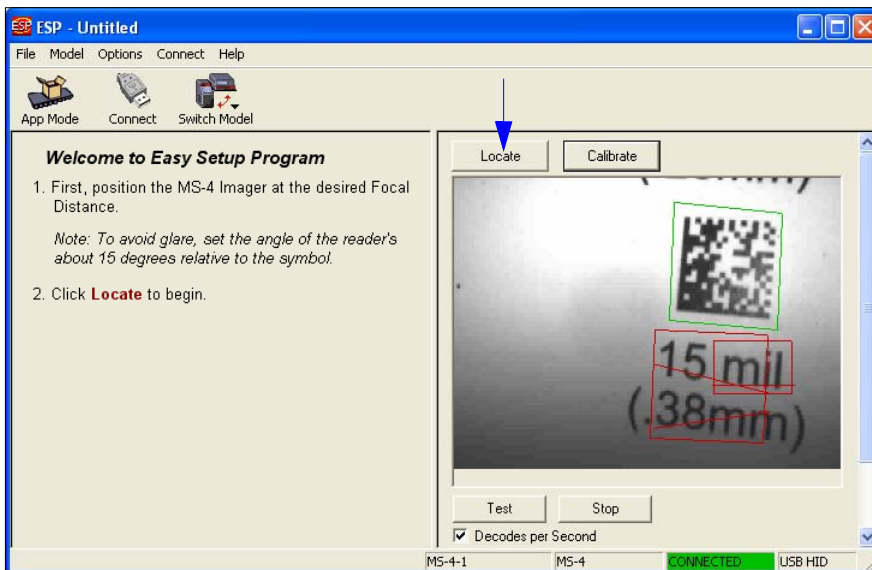 ESP - Untitled
File Model Options Connect Help
App Mode Connect Switch Model
Welcome to Easy Setup Program
1. First, position the MS-4 Imager at the desired Focal
Distance.
Note: To avoid glare, set the angle of the reader's
about 15 degrees relative to the symbol.
2. Click Locate to begin.
Locate Calibrate
15 mil
(.38mm)
Test Stop
Decodes per Second
MS-4-1 MS-4 CONNECTED USB HID